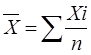 X̅ = ∑ Xi/n